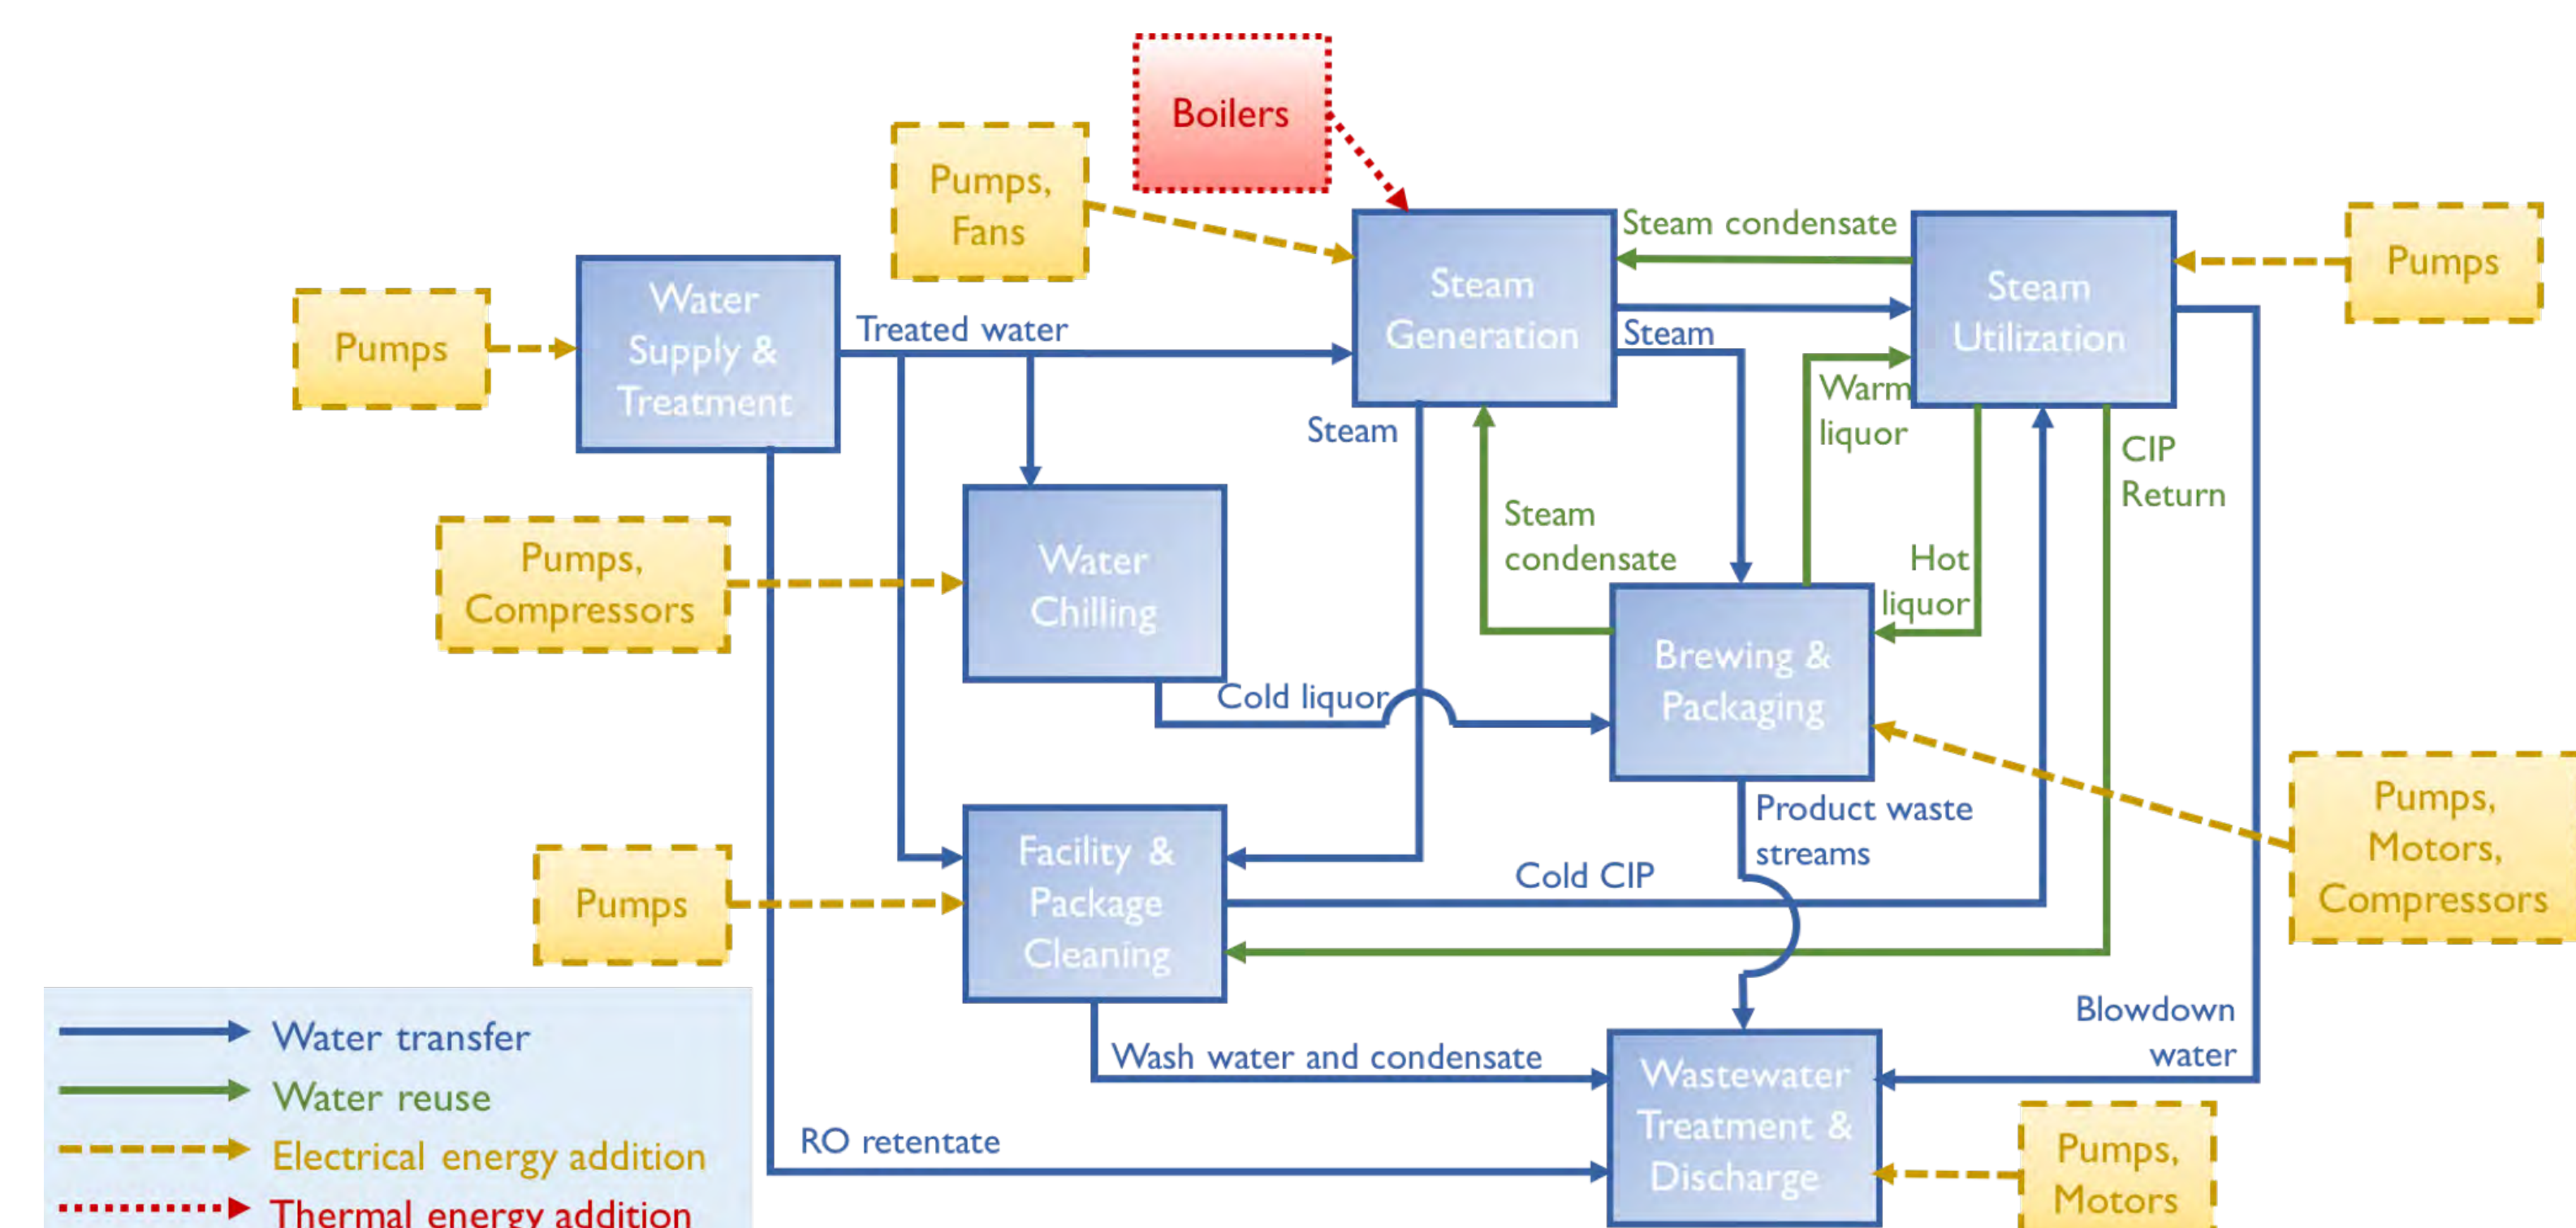 Boilers
Pumps,
Fans
Steam condensate
Pumps
Water
Supply &
Treatment
Steam
Generation
Steam
Utilization
Pumps
Treated water
Steam
Warm
liquor
Steam
CIP
Return
Pumps,
Compressors
Water
Chilling
Steam
condensate
Hot
liquor
Brewing &
Packaging
Cold liquor
Pumps,
Motors,
Compressors
Product waste
streams
Facility &
Package
Cleaning
Cold CIP
Pumps
Blowdown
water
Wash water and condensate
Wastewater
Treatment &
Discharge
RO retentate
Pumps,
Motors
Water transfer
Water reuse
Electrical energy addition
Thermal energy addition